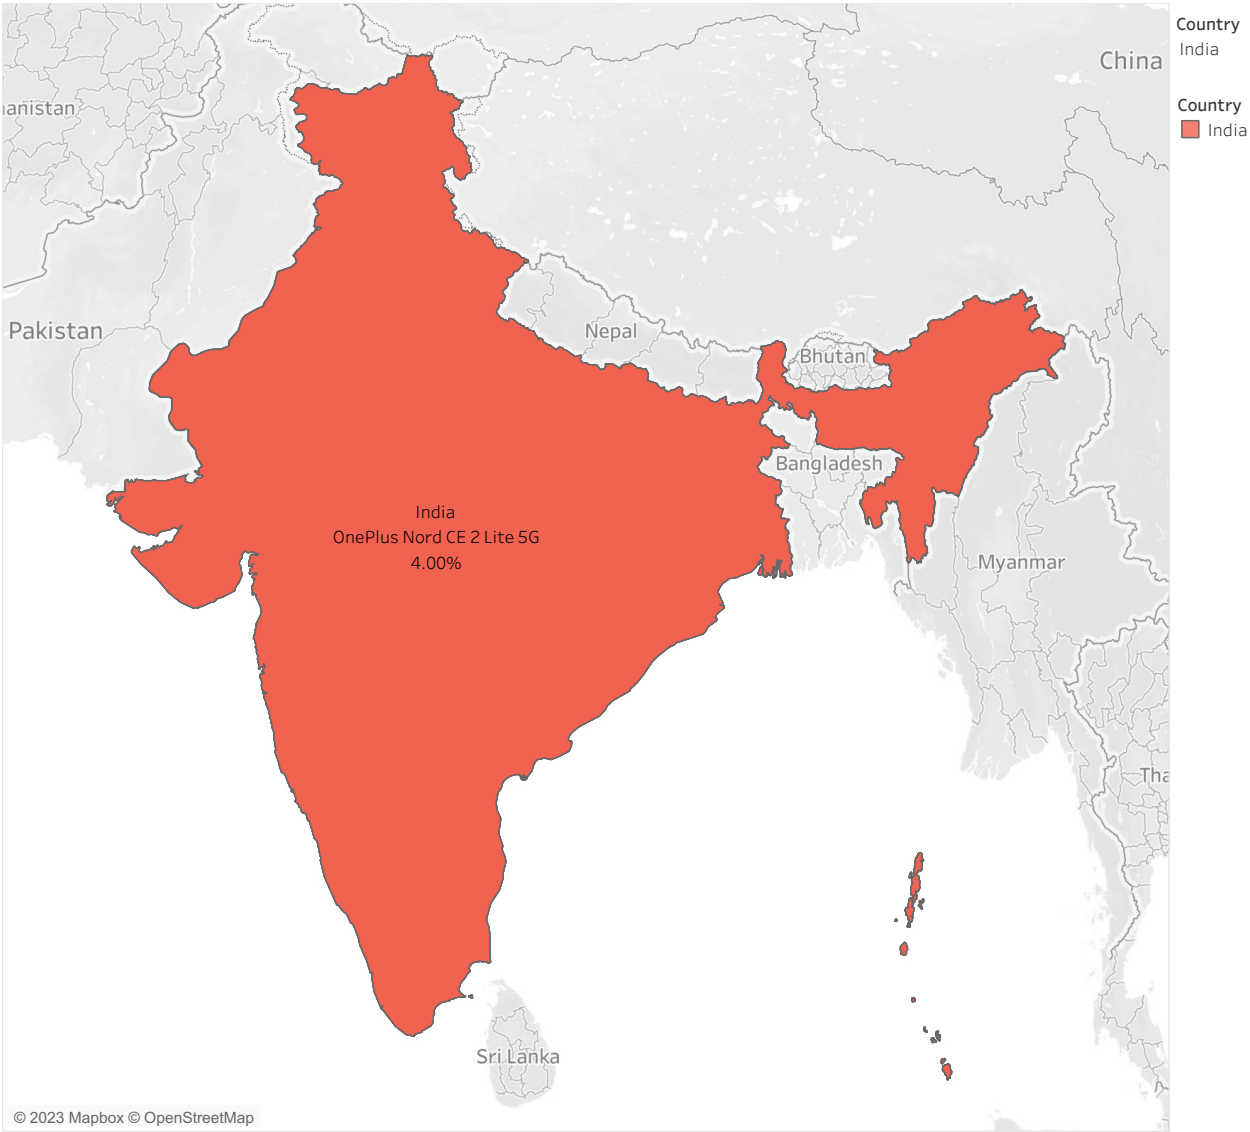 Country
India
Country
India
China
anistan
Pakistan
Nepal
Bhutan
Bangladesh
India
OnePlus Nord CE 2 Lite 5G
4.00%
Myanmar
Tha
Sri Lanka
© 2023 Mapbox © OpenStreetMap